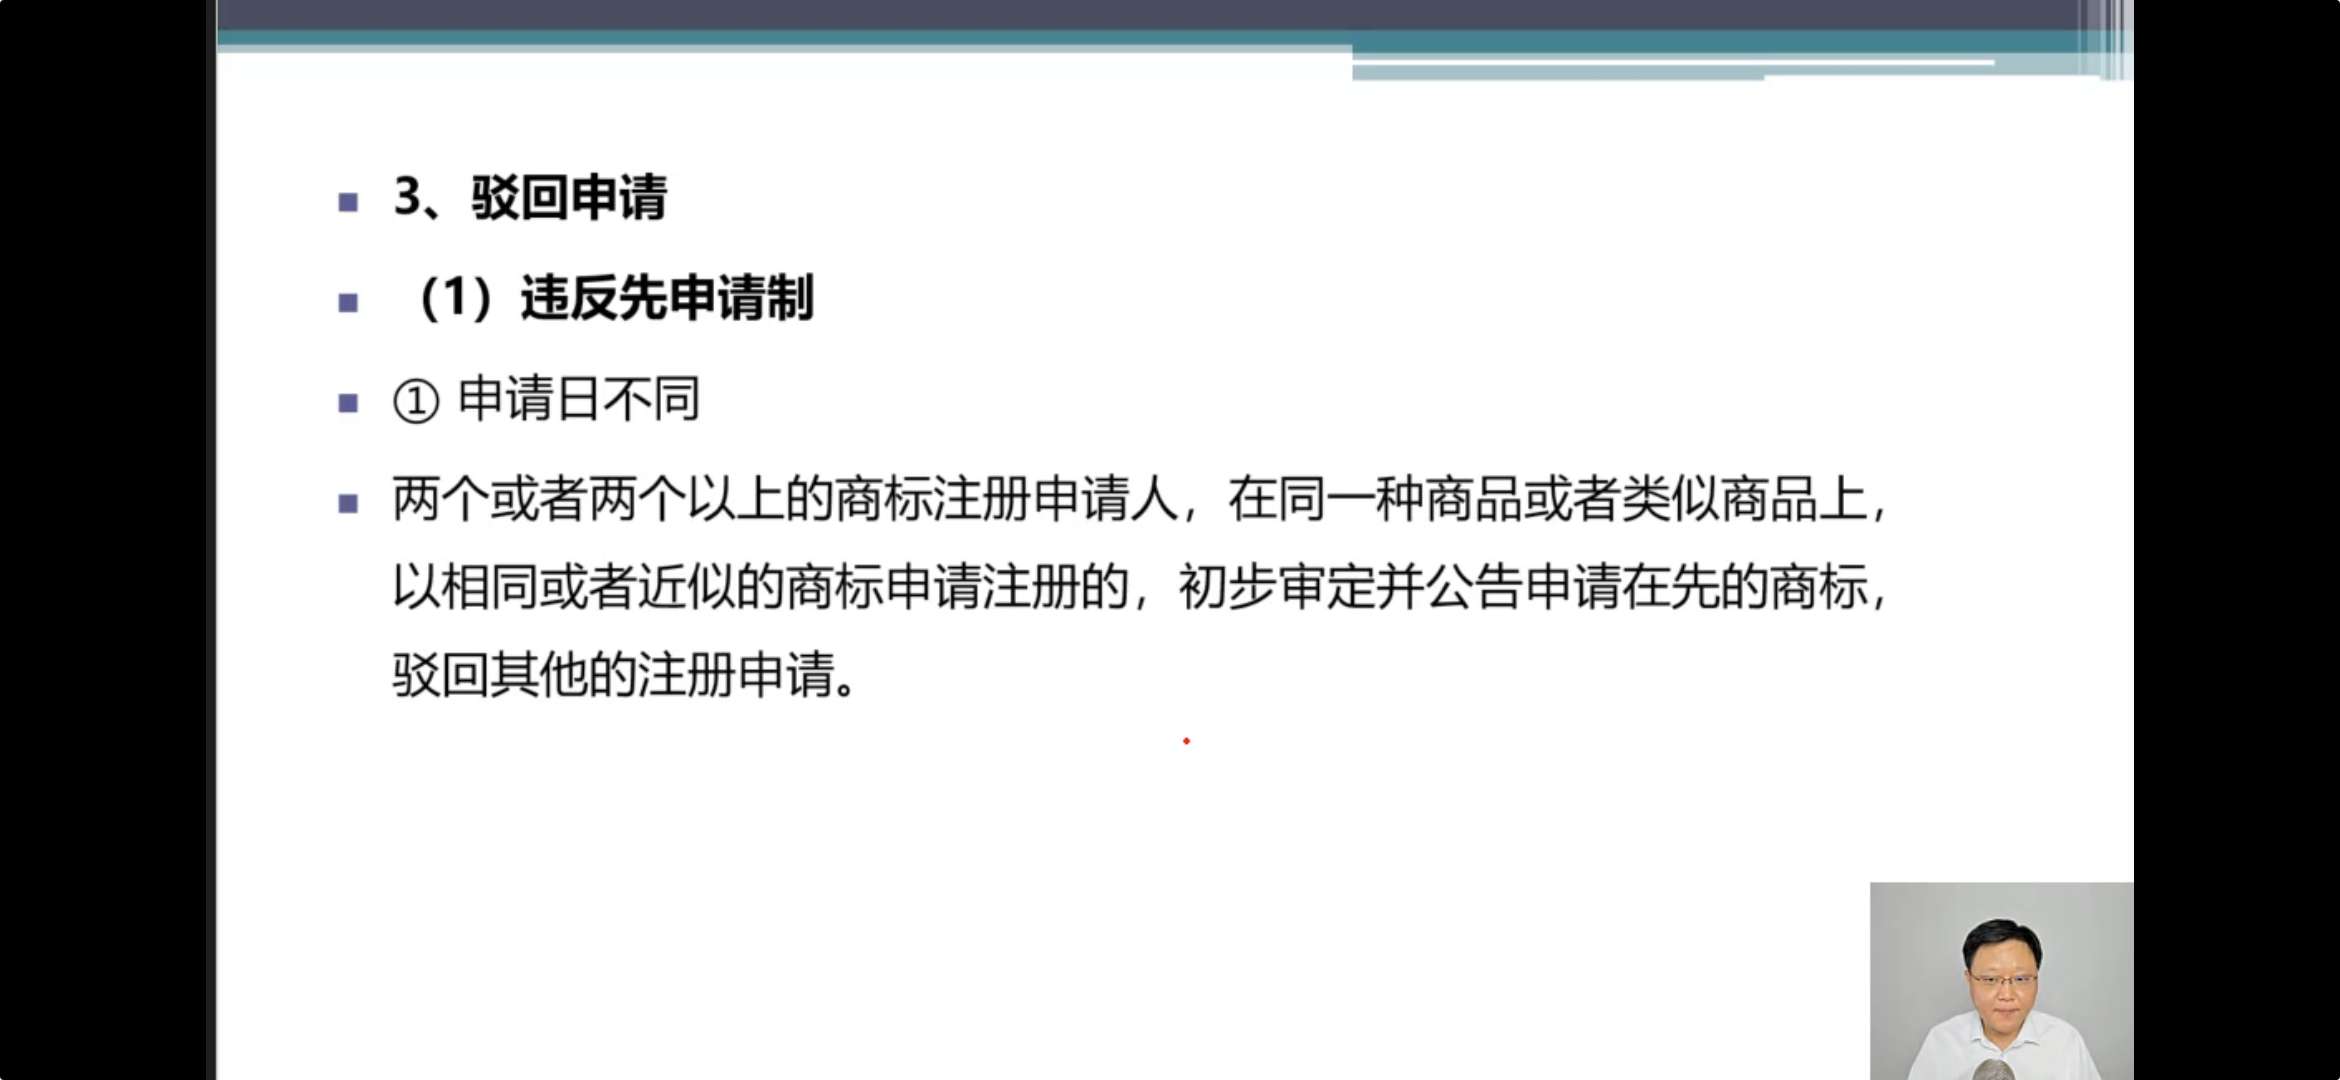 3、驳回申请
（1）违反先申请制
① 申请日不同
两个或者两个以上的商标注册申请人，在同一种商品或者类似商品上，
以相同或者近似的商标申请注册的，初步审定并公告申请在先的商标，
驳回其他的注册申请。